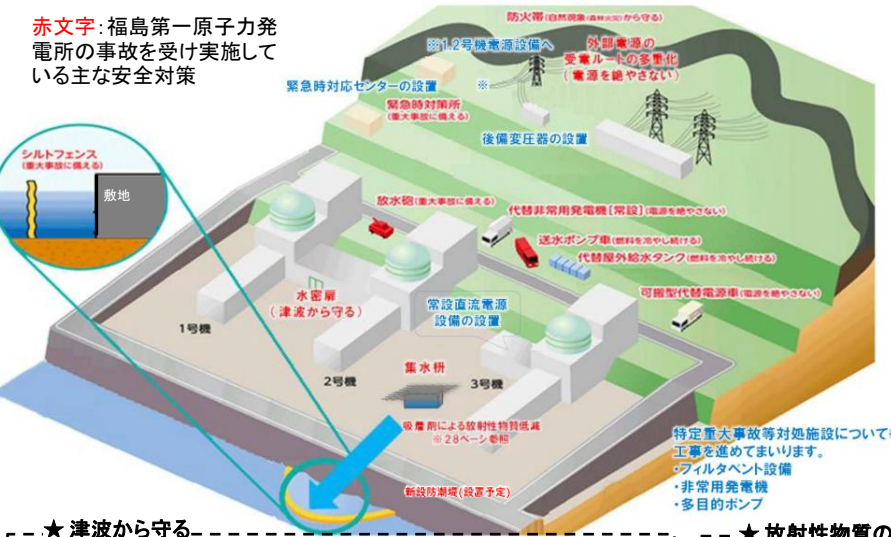 赤文字：福島第一原子力発
電所の事故を受け実施して
いる主な安全対策
防火帯(自然現象(森林火災)から守る)
※1.2号機電源設備へ
外部電源の
受電ルートの多重化
(電源を絶やさない)
緊急時対応センターの設置
※
緊急時対策所
(重大事故に備える)
後備変圧器の設置
シルトフェンス
(重大事故に備える)
敷地
放水砲(重大事故に備える)
代替非常用発電機[常設](電源を絶やさない)
送水ポンプ車(燃料を冷やし続ける)
代替屋外給水タンク(燃料を冷やし続ける)
可搬型代替電源車(電源を絶やさない)
水密扉
(津波から守る)
常設直流電源
設備の設置
1号機
2号機
3号機
集水枡
吸着剤による放射性物質低減
※28ページ参照
新設防潮堤(設置予定)
特定重大事故等対処施設について
工事を進めてまいります。
・フィルタベント設備
・非常用発電機
・多目的ポンプ
★ 津波から守る
★ 放射性物質の